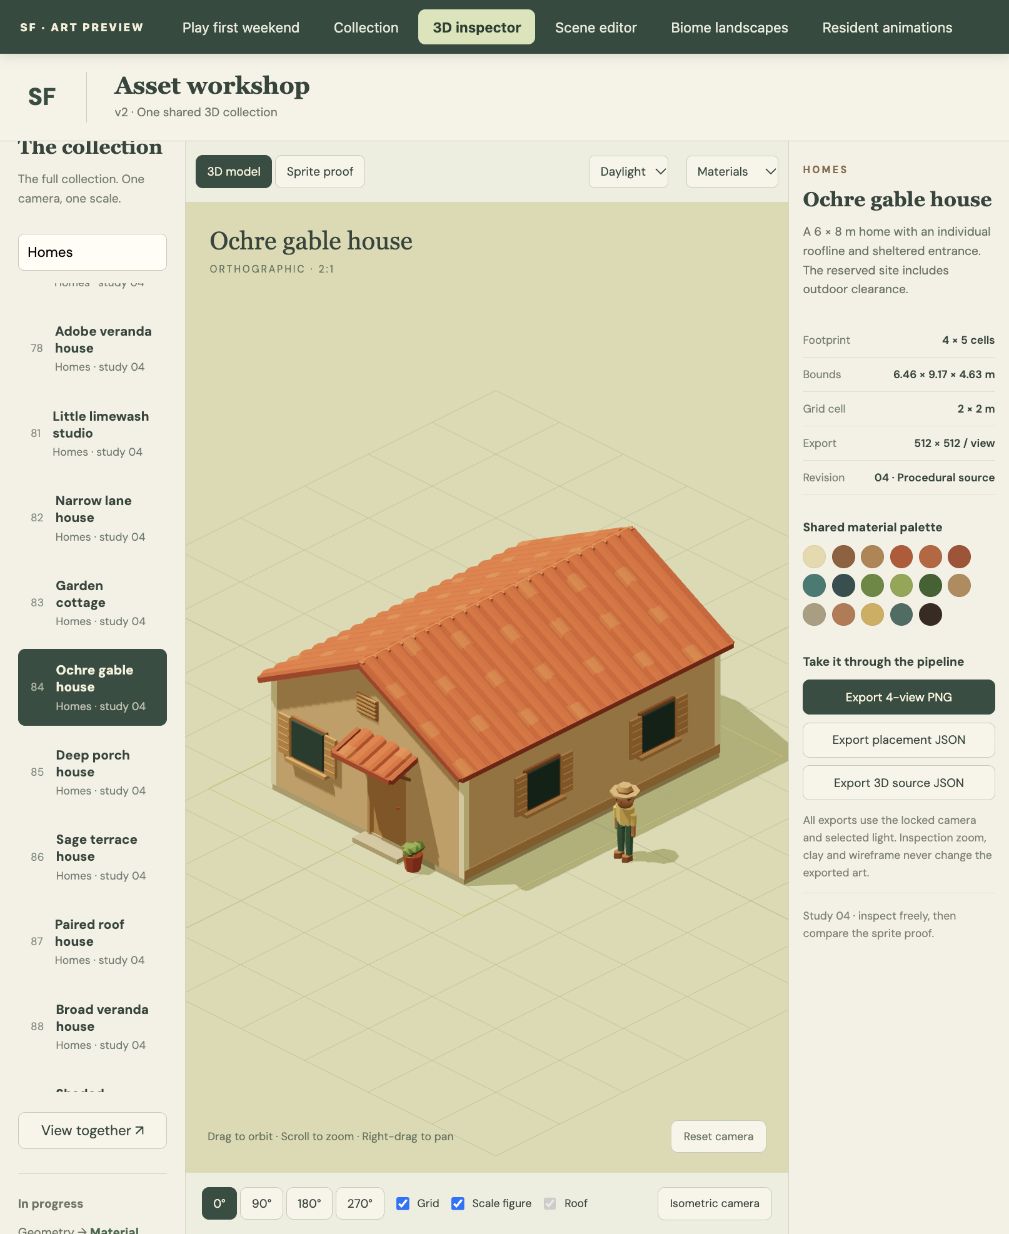 SF · ART PREVIEW
Play first weekend
Collection
3D inspector
Scene editor
Biome landscapes
Resident animations
SF
Asset workshop
v2 · One shared 3D collection
The collection
The full collection. One
camera, one scale.
Homes
Homes · study 04
78
Adobe veranda
house
Homes · study 04
81
Little limewash
studio
Homes · study 04
82
Narrow lane
house
Homes · study 04
83
Garden
cottage
Homes · study 04
84
Ochre gable
house
Homes · study 04
85
Deep porch
house
Homes · study 04
86
Sage terrace
house
Homes · study 04
87
Paired roof
house
Homes · study 04
88
Broad veranda
house
Homes · study 04
View together ↗
In progress
Geometry → Material
3D model
Sprite proof
Daylight
Materials
Ochre gable house
ORTHOGRAPHIC · 2:1
Drag to orbit · Scroll to zoom · Right-drag to pan
Reset camera
0°
90°
180°
270°
Grid
Scale figure
Roof
Isometric camera
HOMES
Ochre gable house
A 6 × 8 m home with an individual
roofline and sheltered entrance.
The reserved site includes
outdoor clearance.
Footprint 4 × 5 cells
Bounds 6.46 × 9.17 × 4.63 m
Grid cell 2 × 2 m
Export 512 × 512 / view
Revision 04 · Procedural source
Shared material palette
Take it through the pipeline
Export 4-view PNG
Export placement JSON
Export 3D source JSON
All exports use the locked camera
and selected light. Inspection zoom,
clay and wireframe never change the
exported art.
Study 04 · inspect freely, then
compare the sprite proof.